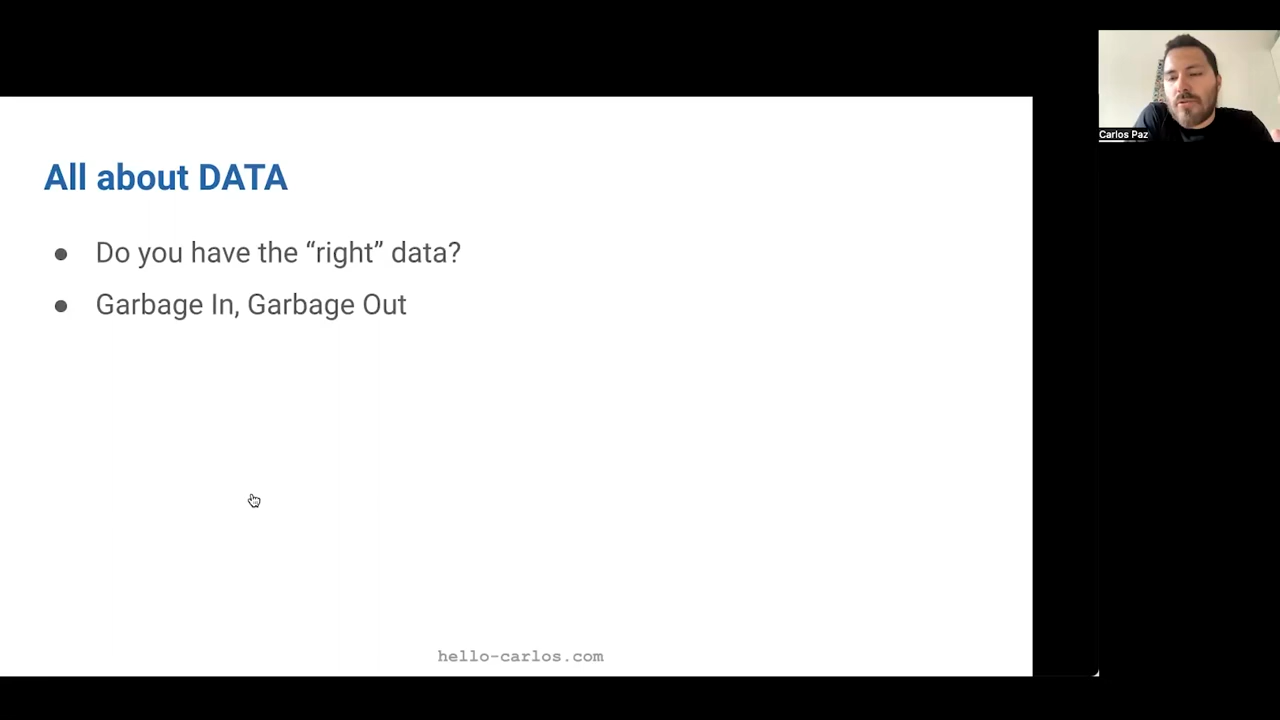 All about DATA
● Do you have the “right” data?
● Garbage In, Garbage Out
hello-carlos.com
Carlos Paz